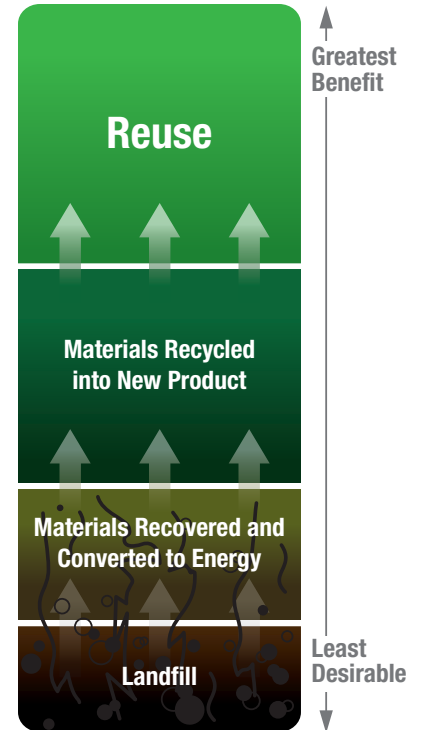 Greatest
Benefit
Reuse
Materials Recycled
into New Product
Materials Recovered and
Converted to Energy
Least
Desirable
Landfill